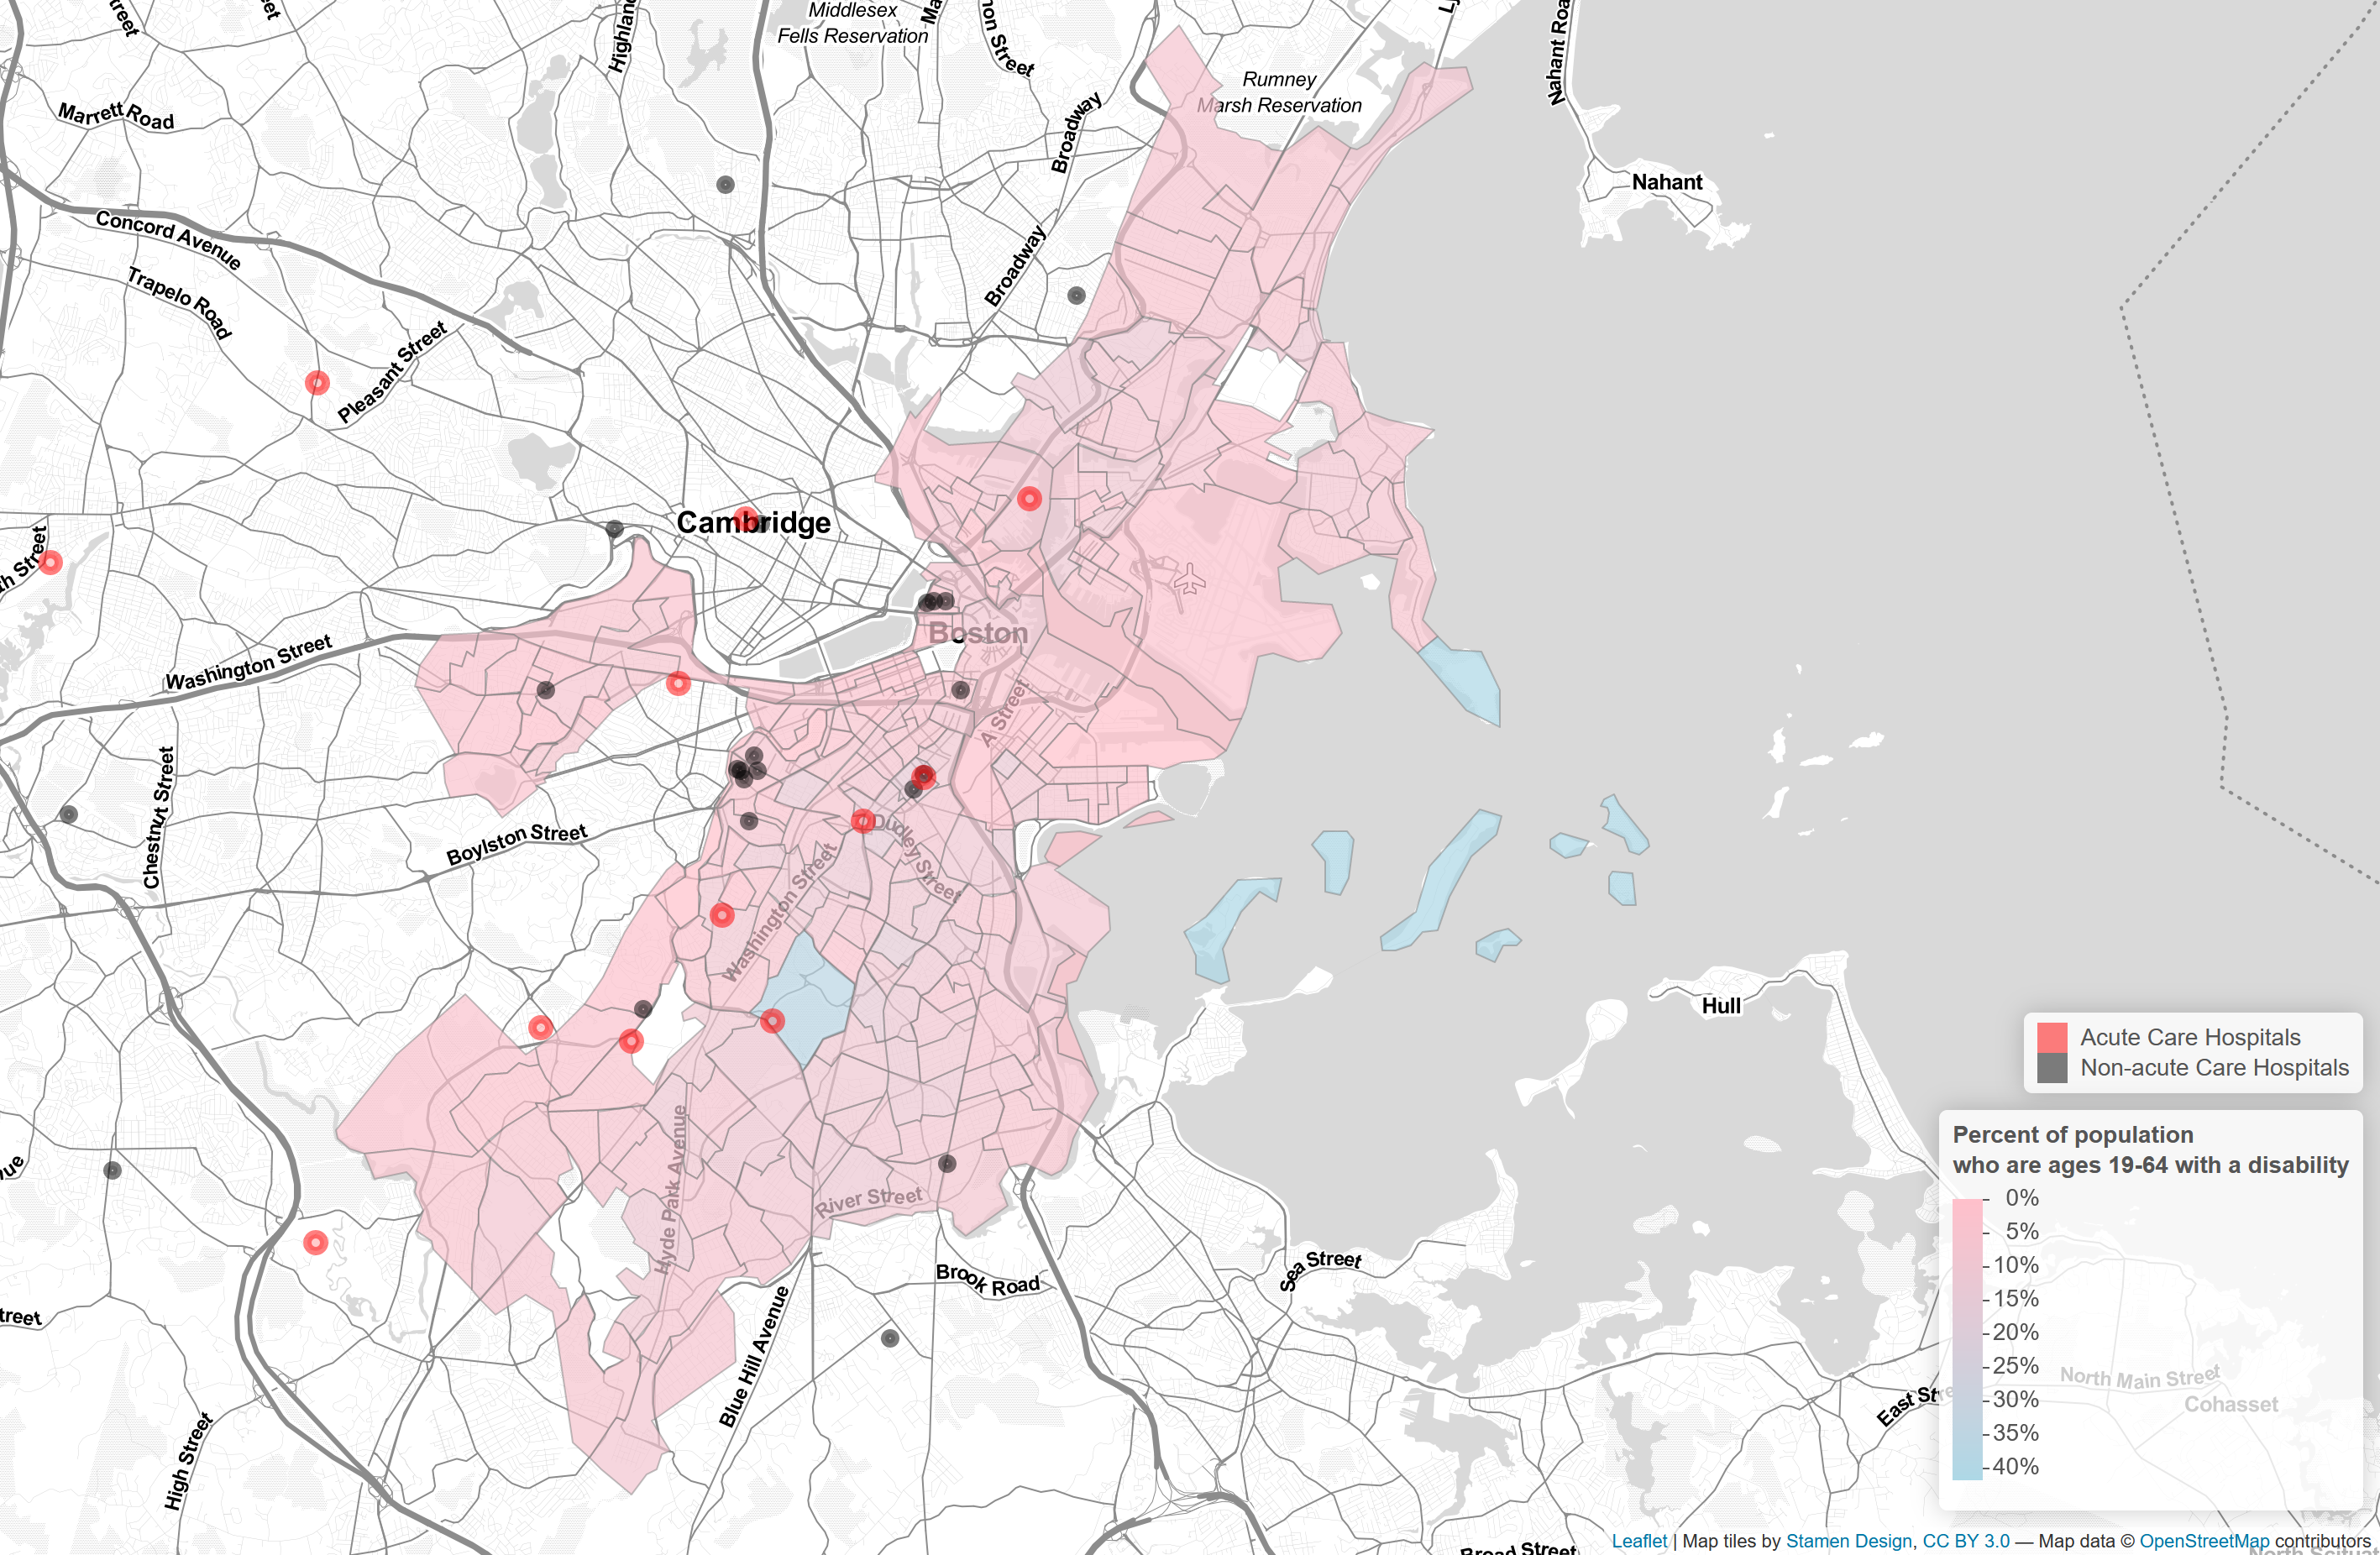 Middlesex
Fells Reservation
Highland
Street
Broadway
Rumney
Marsh Reservation
Nahant
Marrett Road
Concord Avenue
Trapelo Road
Pleasant Street
Broadway
Cambridge
Boston
Washington Street
A Street
Chestnut Street
Boylston Street
Dudley Street
Washington Street
Hull
Hyde Park Avenue
River Street
Brook Road
Sea Street
Blue Hill Avenue
High Street
Acute Care Hospitals
Non-acute Care Hospitals
Percent of population
who are ages 19-64 with a disability
0%
5%
10%
15%
20%
25%
30%
35%
40%
North Main Street
Cohasset
Broad Street
Leaflet | Map tiles by Stamen Design, CC BY 3.0 — Map data © OpenStreetMap contributors